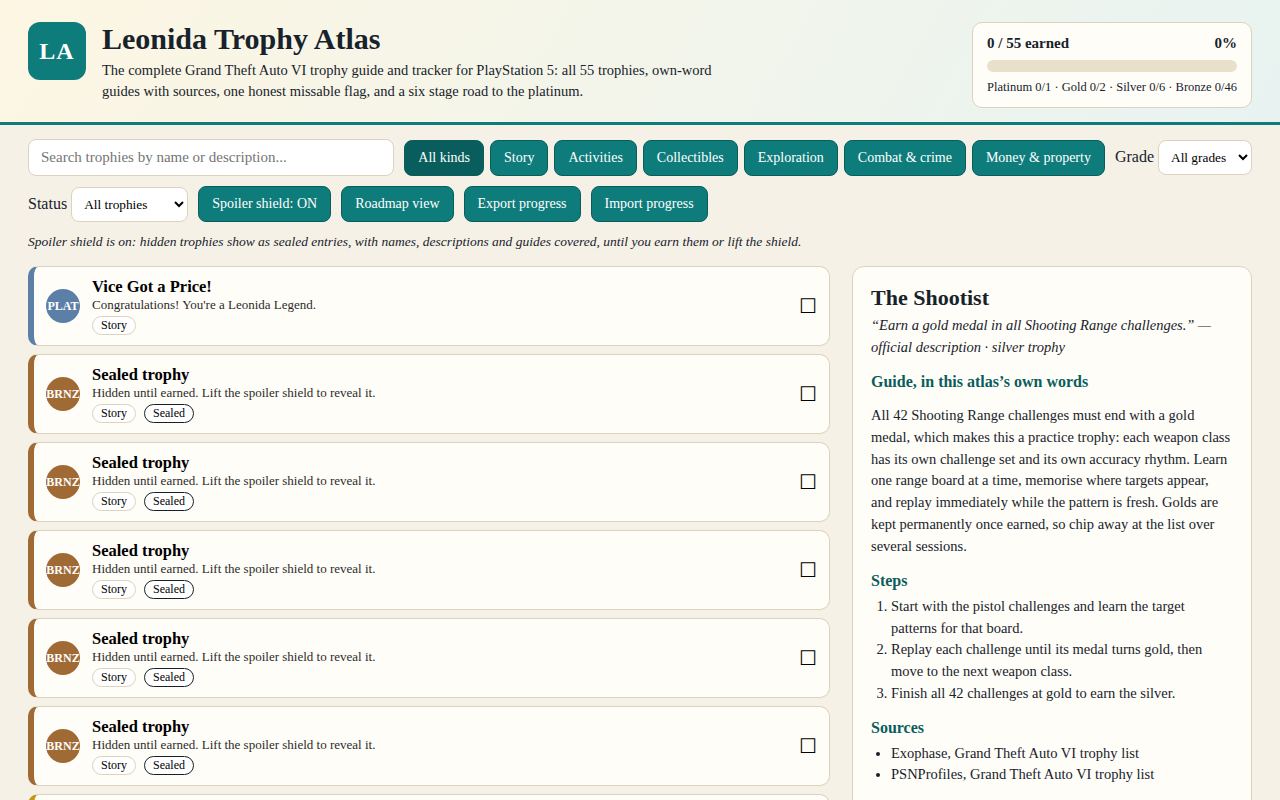 LA
Leonida Trophy Atlas
The complete Grand Theft Auto VI trophy guide and tracker for PlayStation 5: all 55 trophies, own-word
guides with sources, one honest missable flag, and a six stage road to the platinum.
0 / 55 earned 0%
Platinum 0/1 · Gold 0/2 · Silver 0/6 · Bronze 0/46
Search trophies by name or description...
All kinds Story Activities Collectibles Exploration Combat & crime Money & property Grade All grades
Status All trophies Spoiler shield: ON Roadmap view Export progress Import progress
Spoiler shield is on: hidden trophies show as sealed entries, with names, descriptions and guides covered, until you earn them or lift the shield.
PLAT
Vice Got a Price!
Congratulations! You're a Leonida Legend.
Story
BRNZ
Sealed trophy
Hidden until earned. Lift the spoiler shield to reveal it.
Story Sealed
BRNZ
Sealed trophy
Hidden until earned. Lift the spoiler shield to reveal it.
Story Sealed
BRNZ
Sealed trophy
Hidden until earned. Lift the spoiler shield to reveal it.
Story Sealed
BRNZ
Sealed trophy
Hidden until earned. Lift the spoiler shield to reveal it.
Story Sealed
BRNZ
Sealed trophy
Hidden until earned. Lift the spoiler shield to reveal it.
Story Sealed
The Shootist
“Earn a gold medal in all Shooting Range challenges.” —
official description · silver trophy
Guide, in this atlas’s own words
All 42 Shooting Range challenges must end with a gold
medal, which makes this a practice trophy: each weapon class
has its own challenge set and its own accuracy rhythm. Learn
one range board at a time, memorise where targets appear,
and replay immediately while the pattern is fresh. Golds are
kept permanently once earned, so chip away at the list over
several sessions.
Steps
1. Start with the pistol challenges and learn the target
patterns for that board.
2. Replay each challenge until its medal turns gold, then
move to the next weapon class.
3. Finish all 42 challenges at gold to earn the silver.
Sources
• Exophase, Grand Theft Auto VI trophy list
• PSNProfiles, Grand Theft Auto VI trophy list